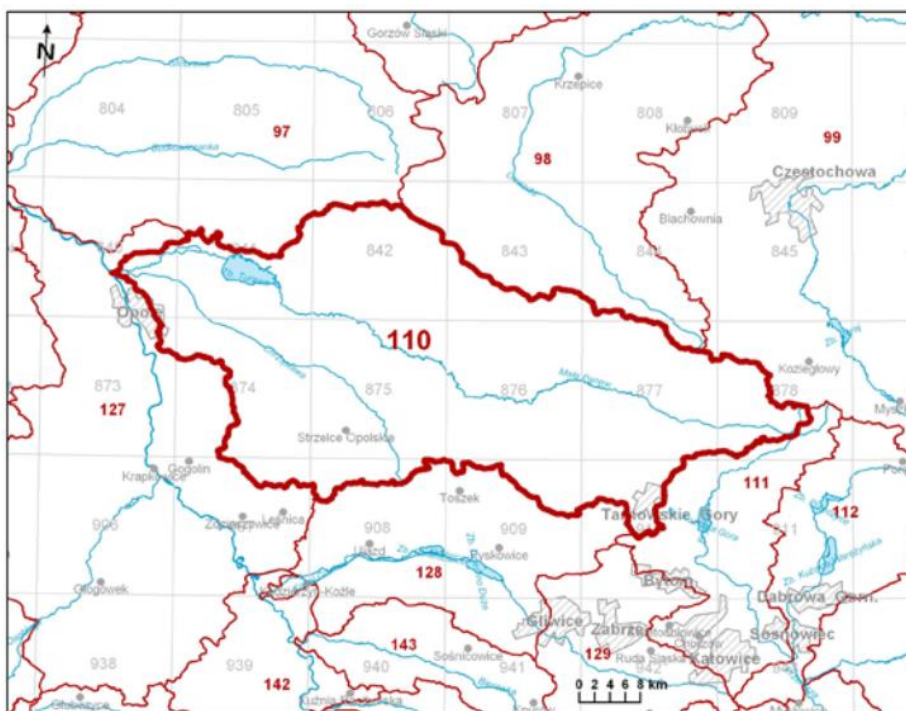 N
Gorzów Śląski
Krzepice
804
805
806
807
808
809
Kłobuck
97
98
99
Częstochowa
Blachownia
842
843
845
Opole
110
Koziegłowy
873
874
875
876
Mała Panew
877
878
127
Strzelce Opolskie
Gogolin
Krapkowice
Toszek
111
112
Tarnowskie Góry
Zdzieszowice
Leśnica
906
908
909
Ujazd
Pyskowice
128
Bytom
Głogówek
Kędzierzyn-Koźle
Dąbrowa Górn.
Gliwice
Zabrze
Sosnowiec
143
Ruda Śląska
Katowice
129
938
939
940
Sośnicowice
941
942
142
0 2 4 6 8 km